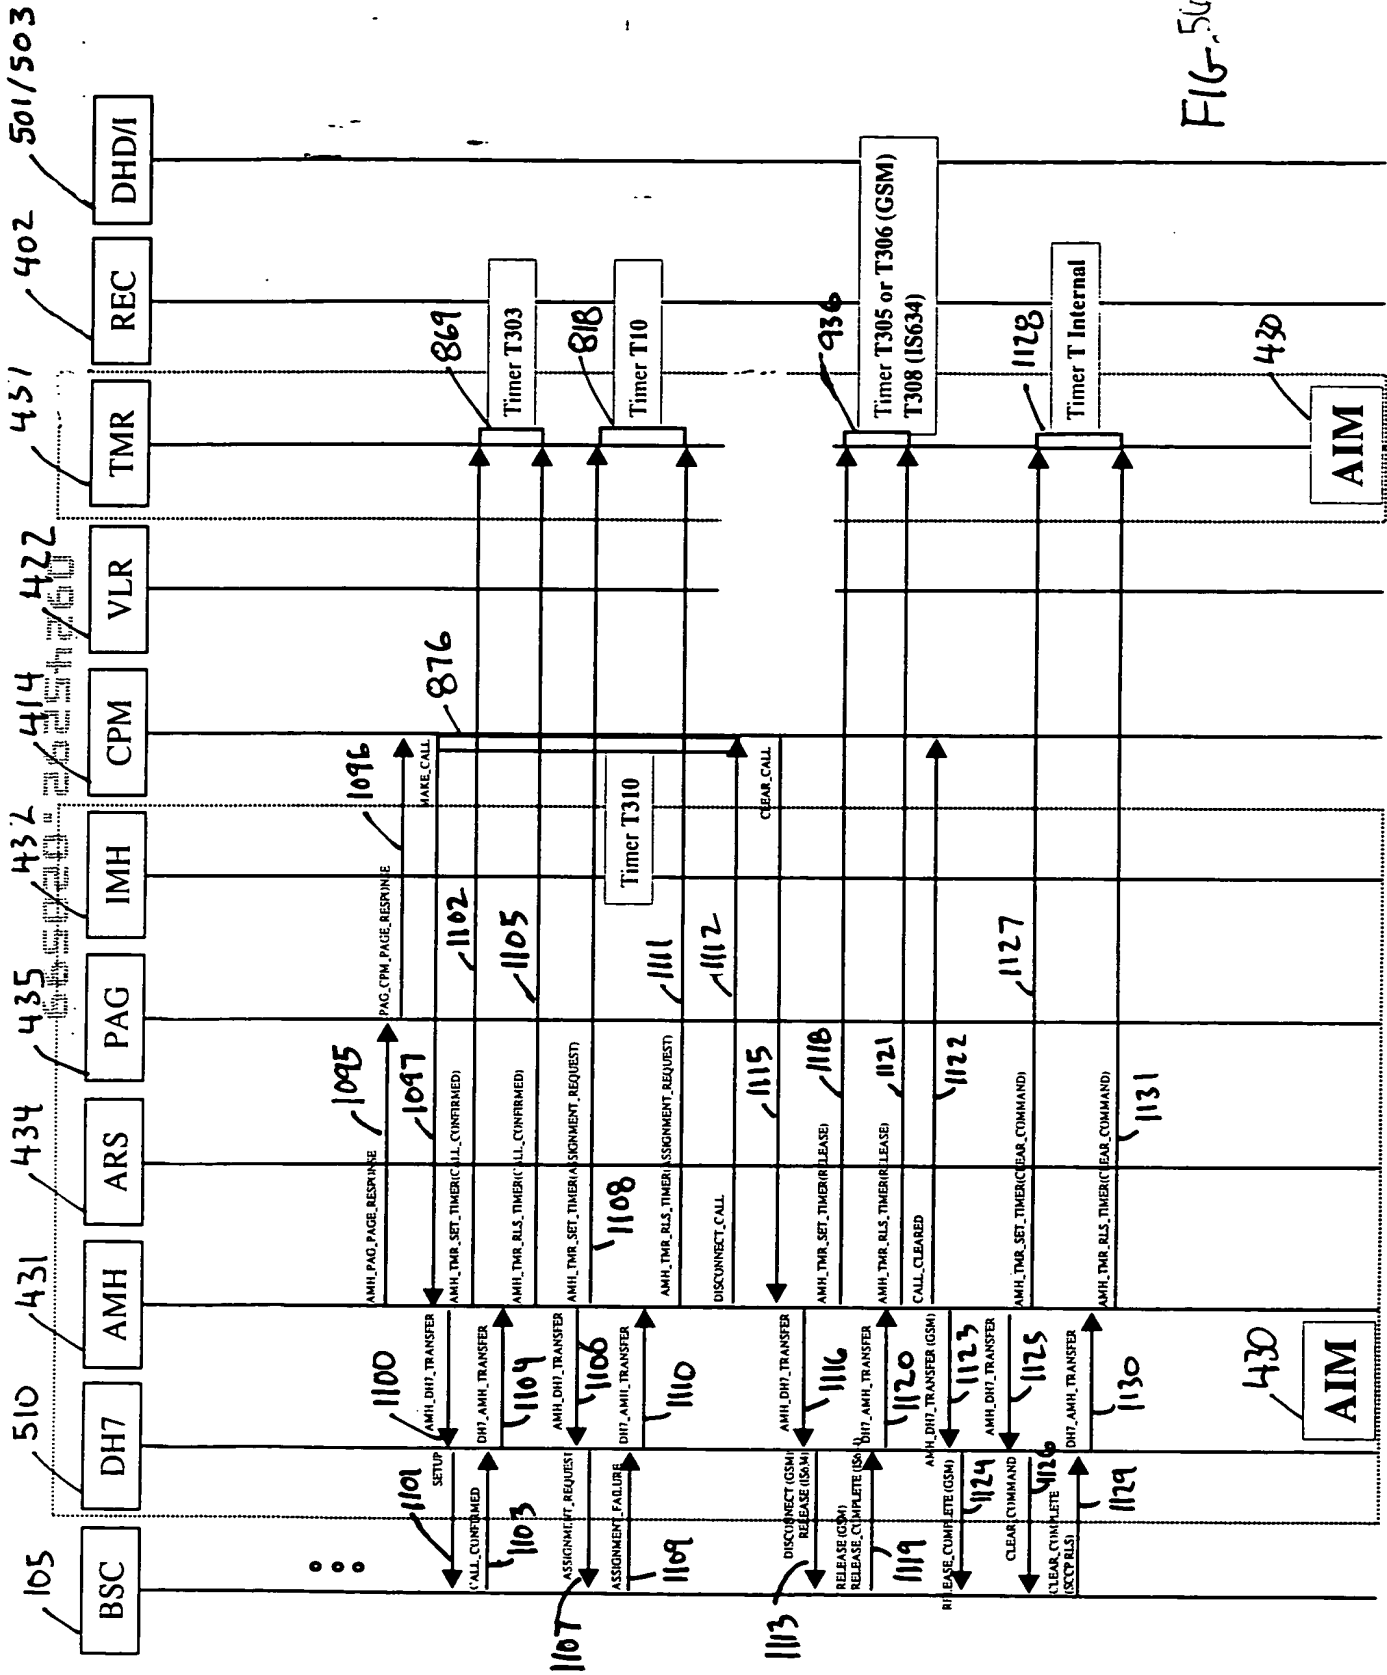 105
510
431
434
435
432
414
422
437
402
501/503
BSC
DH7
AMH
ARS
PAG
IMH
CPM
VLR
TMR
REC
DHD/I
AMH_PAG_PAGE_RESPONSE
1095
PAG_CPM_PAGE_RESPONSE
1096
MAKE_CALL
1097
876
AMH_DH7_TRANSFER
1100
SETUP
1101
AMH_TMR_SET_TIMER(CALL_CONFIRMED)
1102
869
Timer T303
CALL_CONFIRMED
1103
DH7_AMH_TRANSFER
1104
AMH_TMR_RLS_TIMER(CALL_CONFIRMED)
1105
AMH_DH7_TRANSFER
1106
ASSIGNMENT_REQUEST
1107
AMH_TMR_SET_TIMER(ASSIGNMENT_REQUEST)
1108
818
Timer T10
Timer T310
ASSIGNMENT_FAILURE
1109
DH7_AMH_TRANSFER
1110
AMH_TMR_RLS_TIMER(ASSIGNMENT_REQUEST)
1111
DISCONNECT_CALL
1112
CLEAR_CALL
1115
AMH_DH7_TRANSFER
1116
DISCONNECT (GSM)
RELEASE (IS634)
1113
AMH_TMR_SET_TIMER(RELEASE)
1118
936
Timer T305 or T306 (GSM)
T308 (IS634)
RELEASE (GSM)
RELEASE_COMPLETE (IS634)
1119
DH7_AMH_TRANSFER
1120
AMH_TMR_RLS_TIMER(RELEASE)
1121
CALL_CLEARED
1122
AMH_DH7_TRANSFER (GSM)
1123
RELEASE_COMPLETE (GSM)
1124
AMH_DH7_TRANSFER
1125
CLEAR_COMMAND
1126
AMH_TMR_SET_TIMER(CLEAR_COMMAND)
1127
1128
Timer T Internal
CLEAR_COMPLETE
(SCCP RLS)
1129
DH7_AMH_TRANSFER
1130
AMH_TMR_RLS_TIMER(CLEAR_COMMAND)
1131
430
AIM
430
AIM
FIG.